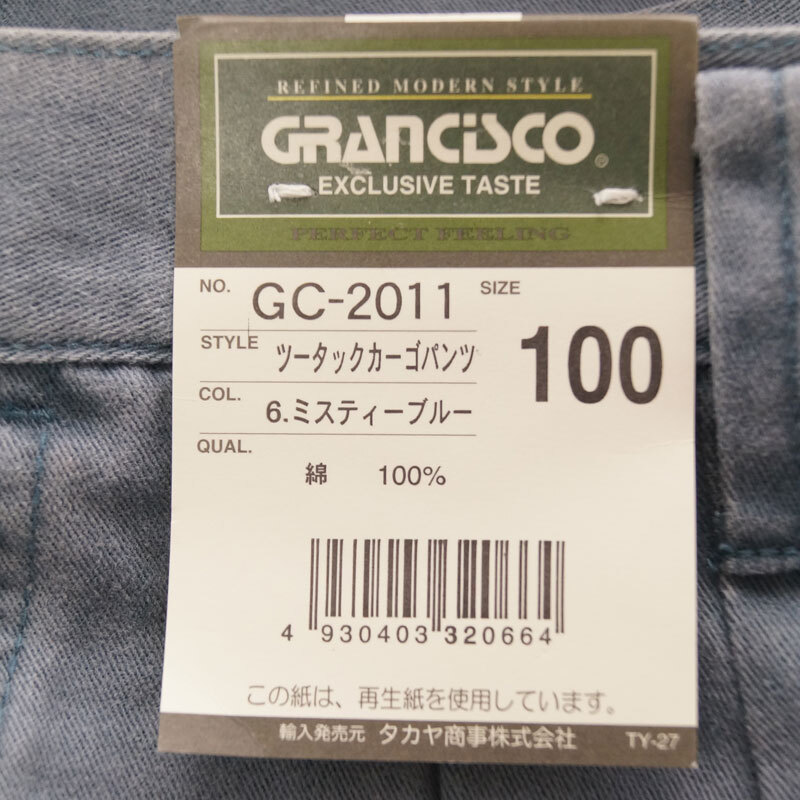 REFINED MODERN STYLE
GRANCISCO®
EXCLUSIVE TASTE
PERFECT FEELING
NO. GC-2011
SIZE 100
STYLE ツータックカーゴパンツ
COL. 6.ミスティーブルー
QUAL.
綿 100%
4 930403 320664
この紙は、再生紙を使用しています。
輸入発売元 タカヤ商事株式会社 TY-27